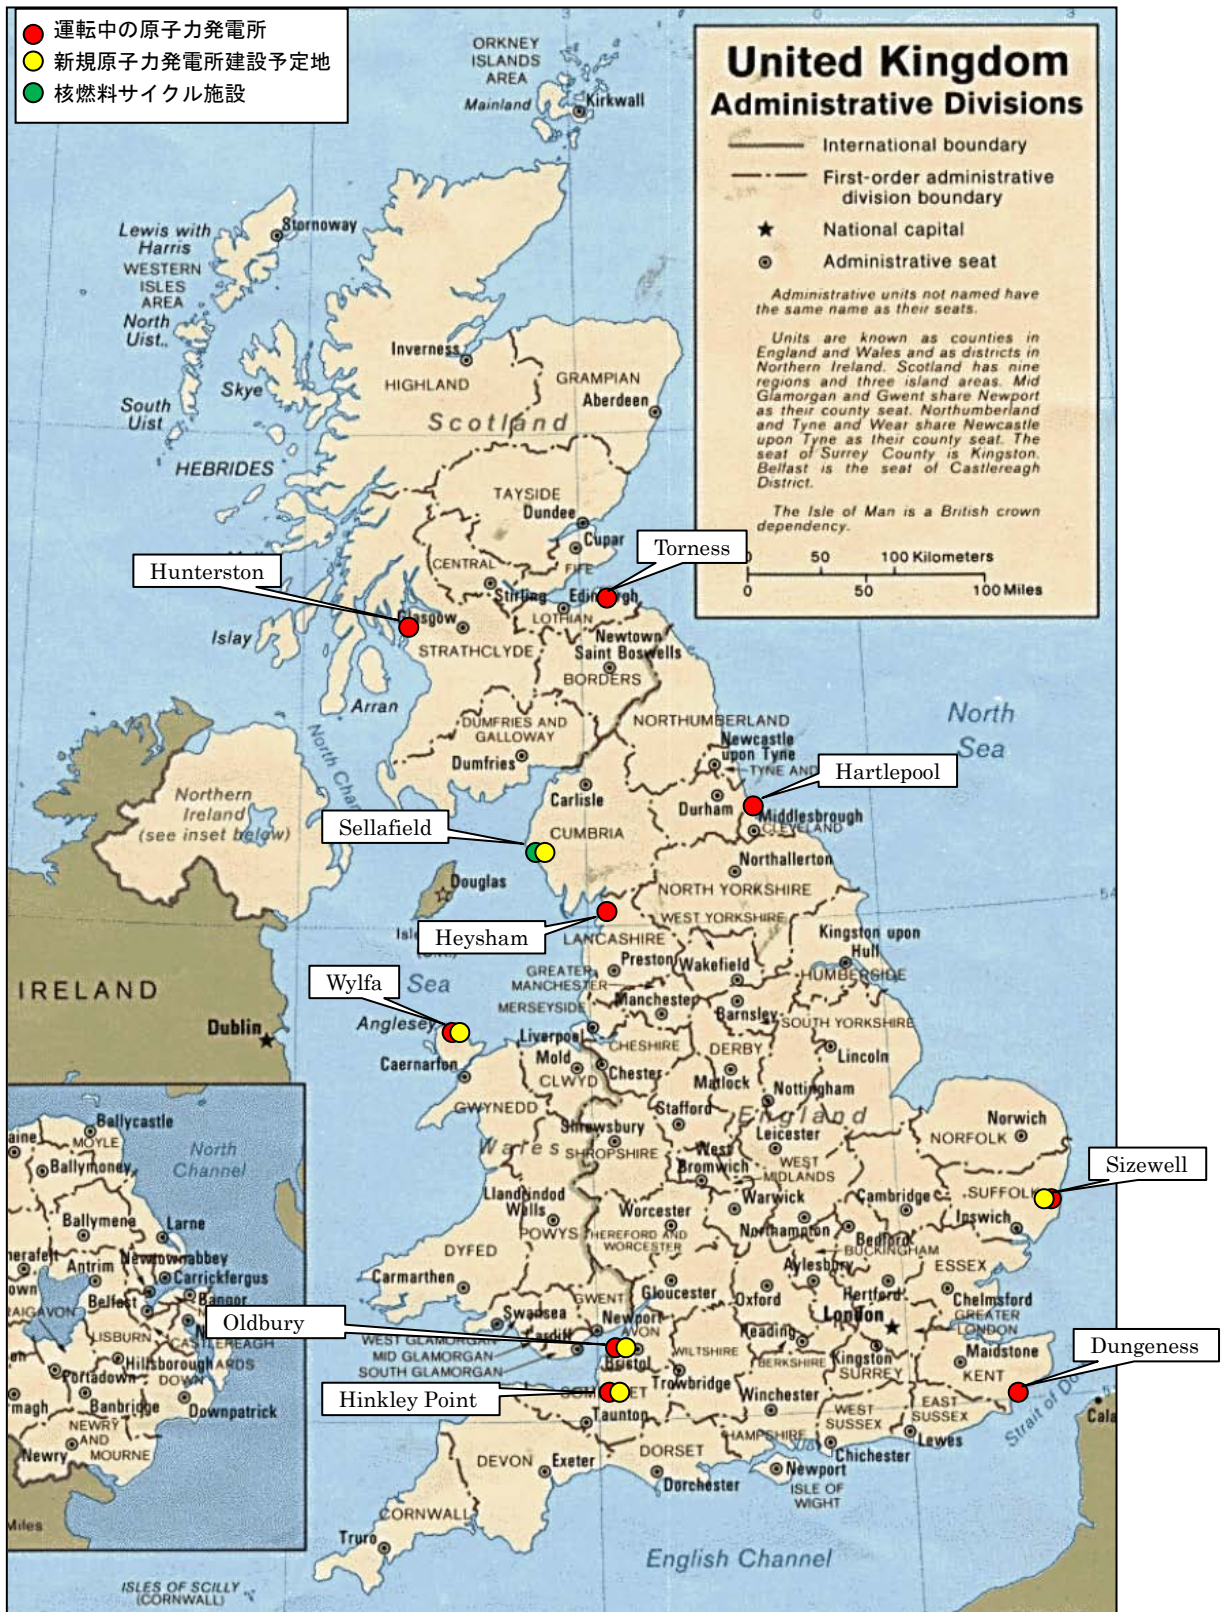 運転中の原子力発電所
新規原子力発電所建設予定地
核燃料サイクル施設
United Kingdom
Administrative Divisions
International boundary
First-order administrative
division boundary
National capital
Administrative seat
Administrative units not named have
the same name as their seats.
Units are known as counties in
England and Wales and as districts in
Northern Ireland. Scotland has nine
regions and three island areas. Mid
Glamorgan and Gwent share Newport
as their county seat. Northumberland
and Tyne and Wear share Newcastle
upon Tyne as their county seat. The
seat of Surrey County is Kingston.
Belfast is the seat of Castlereagh
District.
The Isle of Man is a British crown
dependency.
50 100 Kilometers
0 50 100 Miles
3
3
ORKNEY
ISLANDS
AREA
Mainland
Kirkwall
Stornoway
Lewis with
Harris
WESTERN
ISLES
AREA
North
Uist
Skye
South
Uist
HEBRIDES
Inverness
HIGHLAND
GRAMPIAN
Aberdeen
Scotland
TAYSIDE
Dundee
Cupar
FIFE
CENTRAL
Stirling
Torness
Hunterston
Glasgow
LOTHIAN
Islay
STRATHCLYDE
Newtown
Saint Boswells
BORDERS
Arran
DUMFRIES AND
GALLOWAY
Dumfries
NORTHUMBERLAND
Newcastle
upon Tyne
TYNE AND
North
Sea
Hartlepool
Northern
Ireland
(see inset below)
Carlisle
Durham
Middlesbrough
CLEVELAND
Sellafield
CUMBRIA
Northallerton
Douglas
NORTH YORKSHIRE
54
Heysham
LANCASHIRE
WEST YORKSHIRE
Kingston upon
Hull
HUMBERSIDE
Preston
Wakefield
GREATER
MANCHESTER
Manchester
MERSEYSIDE
Barnsley
SOUTH YORKSHIRE
IRELAND
Dublin
Wylfa
Sea
Anglesey
Liverpool
CHESHIRE
DERBY
Lincoln
Caernarfon
Mold
CLWYD
Chester
Matlock
Nottingham
GWYNEDD
Stafford
England
Norwich
NORFOLK
Wales
Shrewsbury
SHROPSHIRE
Leicester
West
Bromwich
WEST
MIDLANDS
Sizewell
SUFFOLK
Llandrindod
Wells
POWYS
Worcester
HEREFORD AND
WORCESTER
Warwick
Cambridge
Northampton
Bedford
Ipswich
DYFED
BUCKINGHAM
Aylesbury
ESSEX
Carmarthen
Gloucester
Oxford
Hertford
Chelmsford
GWENT
Swansea
Cardiff
Newport
AVON
London
GREATER
LONDON
Oldbury
WEST GLAMORGAN
MID GLAMORGAN
SOUTH GLAMORGAN
Bristol
WILTSHIRE
Reading
BERKSHIRE
Kingston
SURREY
Maidstone
KENT
Dungeness
Hinkley Point
Trowbridge
Winchester
WEST
SUSSEX
EAST
SUSSEX
Lewes
Taunton
HAMPSHIRE
Chichester
DORSET
DEVON
Exeter
Dorchester
Newport
ISLE OF
WIGHT
CORNWALL
Truro
English Channel
ISLES OF SCILLY
(CORNWALL)
Ballycastle
MOYLE
Ballymoney
North
Channel
Ballymena
Larne
Newtownabbey
Antrim
Carrickfergus
Belfast
Bangor
LISBURN
CASTLEREAGH
Hillsborough
Portadown
DOWN
Banbridge
Downpatrick
NEWRY
AND
MOURNE
Newry
Miles